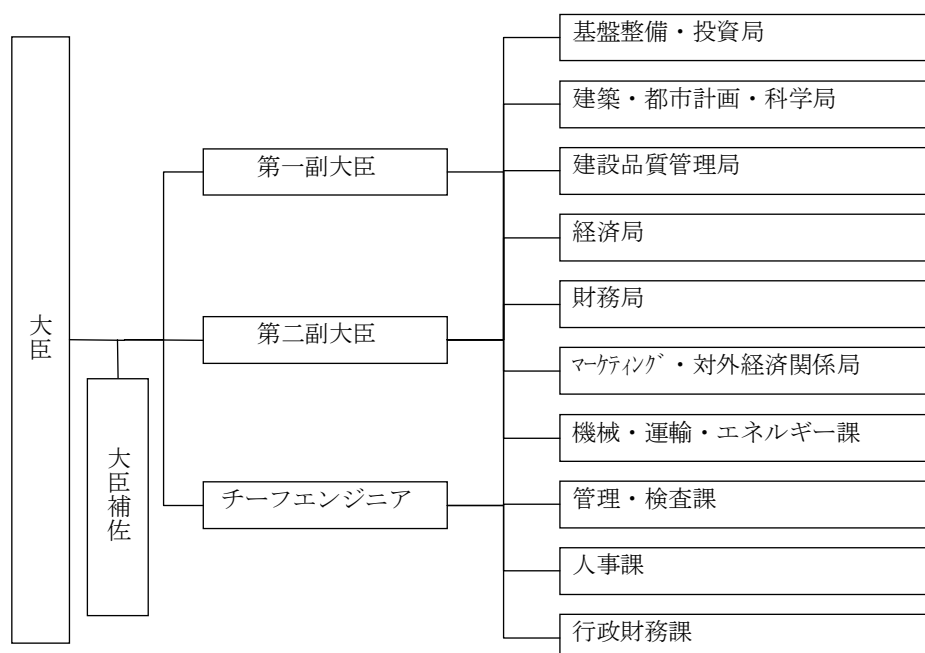 大臣
大臣補佐
第一副大臣
第二副大臣
チーフエンジニア
基盤整備・投資局
建築・都市計画・科学局
建設品質管理局
経済局
財務局
ﾏｰｹﾃｨﾝｸﾞ・対外経済関係局
機械・運輸・エネルギー課
管理・検査課
人事課
行政財務課